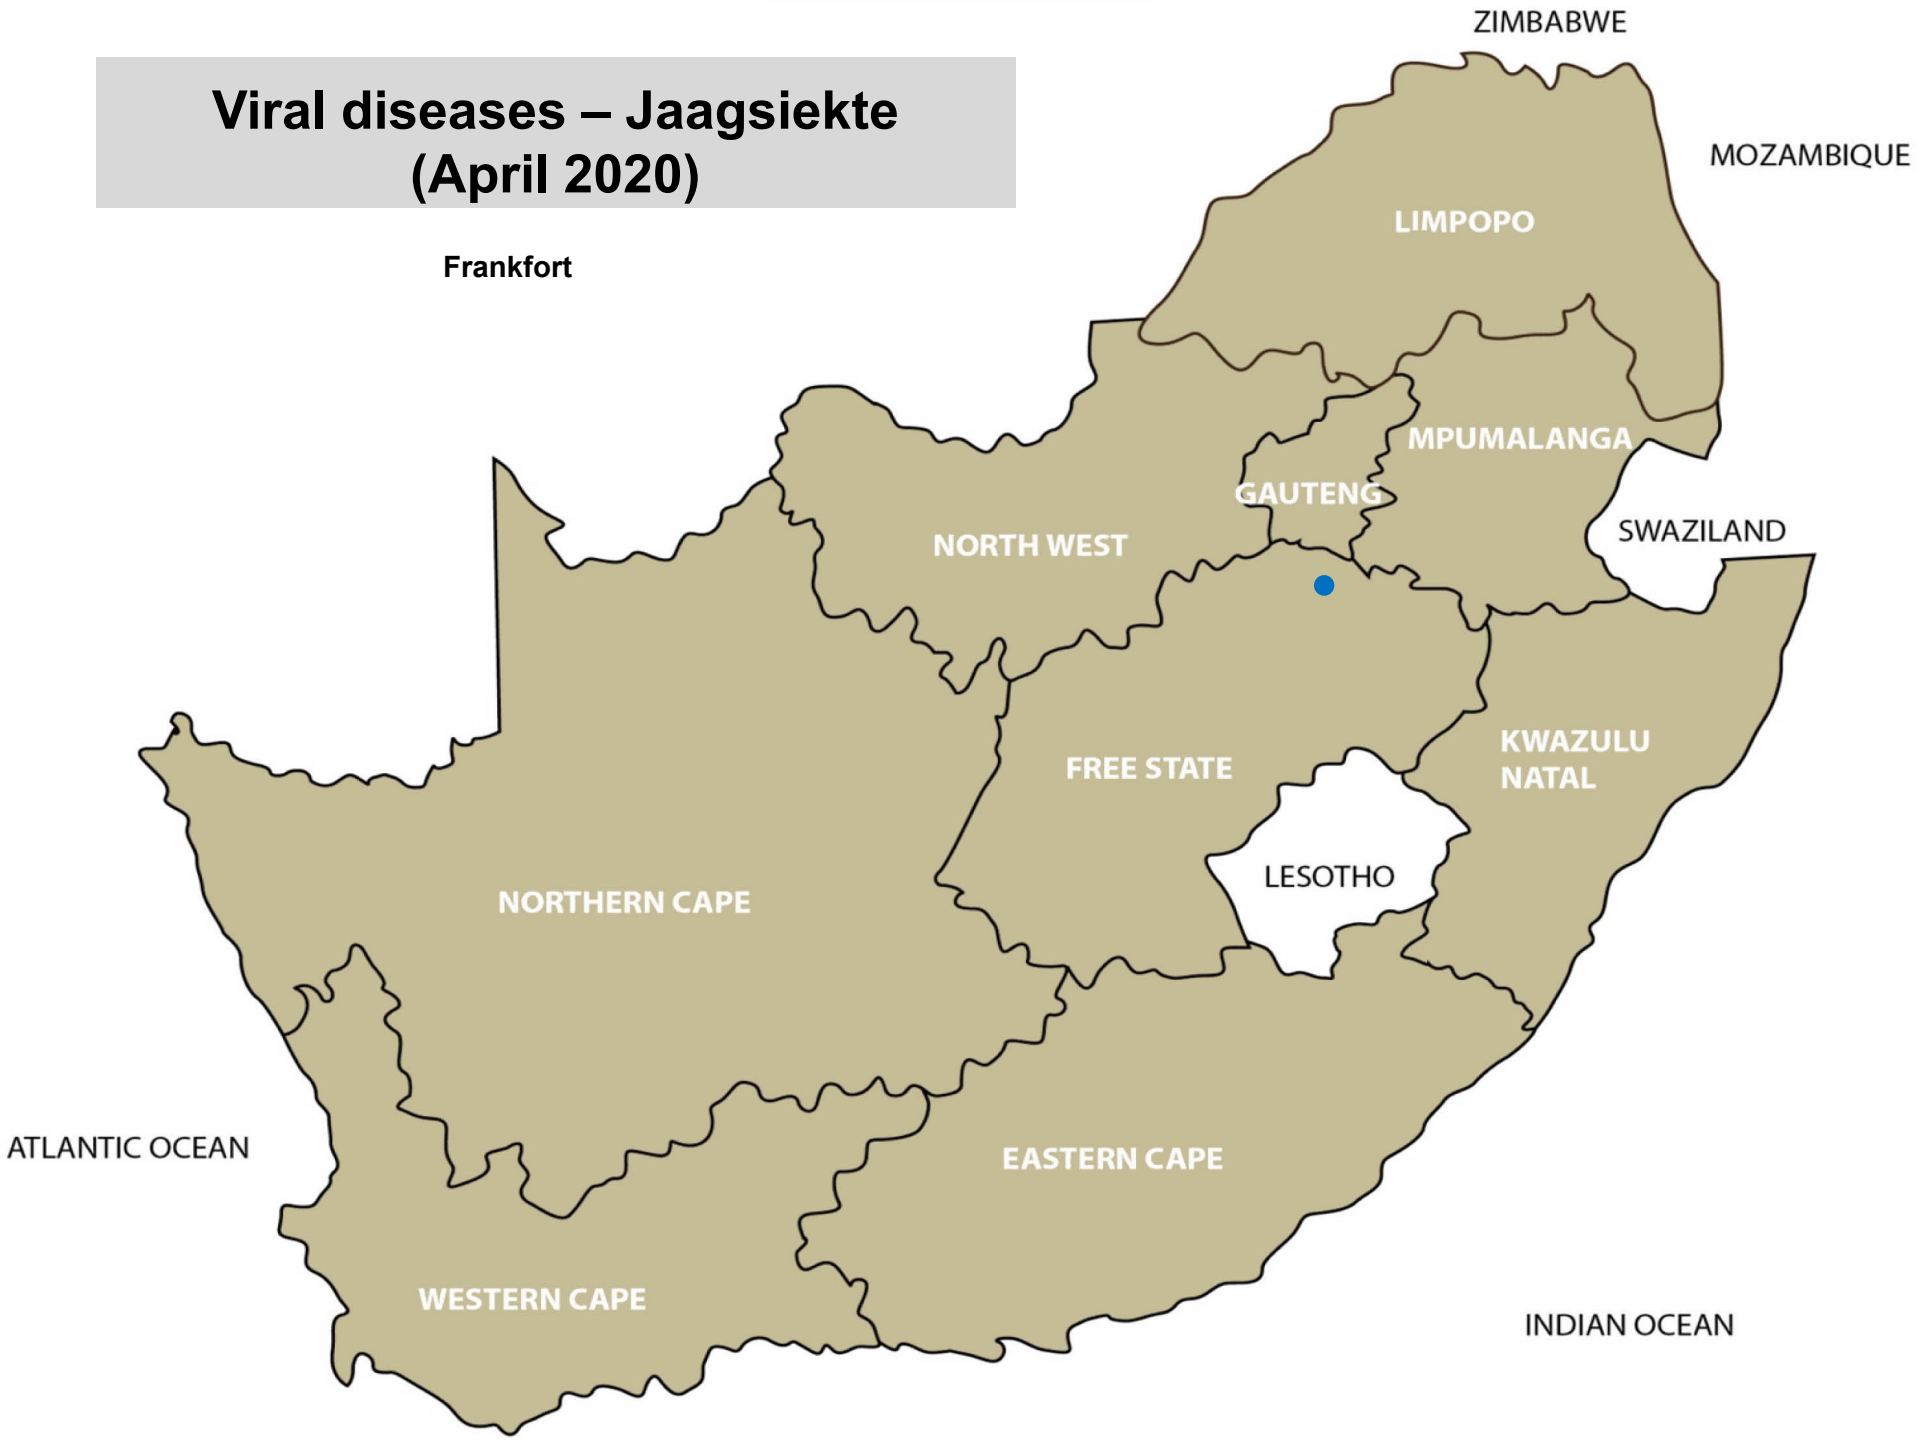 ZIMBABWE
Viral diseases – Jaagsiekte
(April 2020)
MOZAMBIQUE
LIMPOPO
Frankfort
MPUMALANGA
GAUTENG
SWAZILAND
NORTH WEST
KWAZULU
NATAL
FREE STATE
LESOTHO
NORTHERN CAPE
ATLANTIC OCEAN
EASTERN CAPE
WESTERN CAPE
INDIAN OCEAN